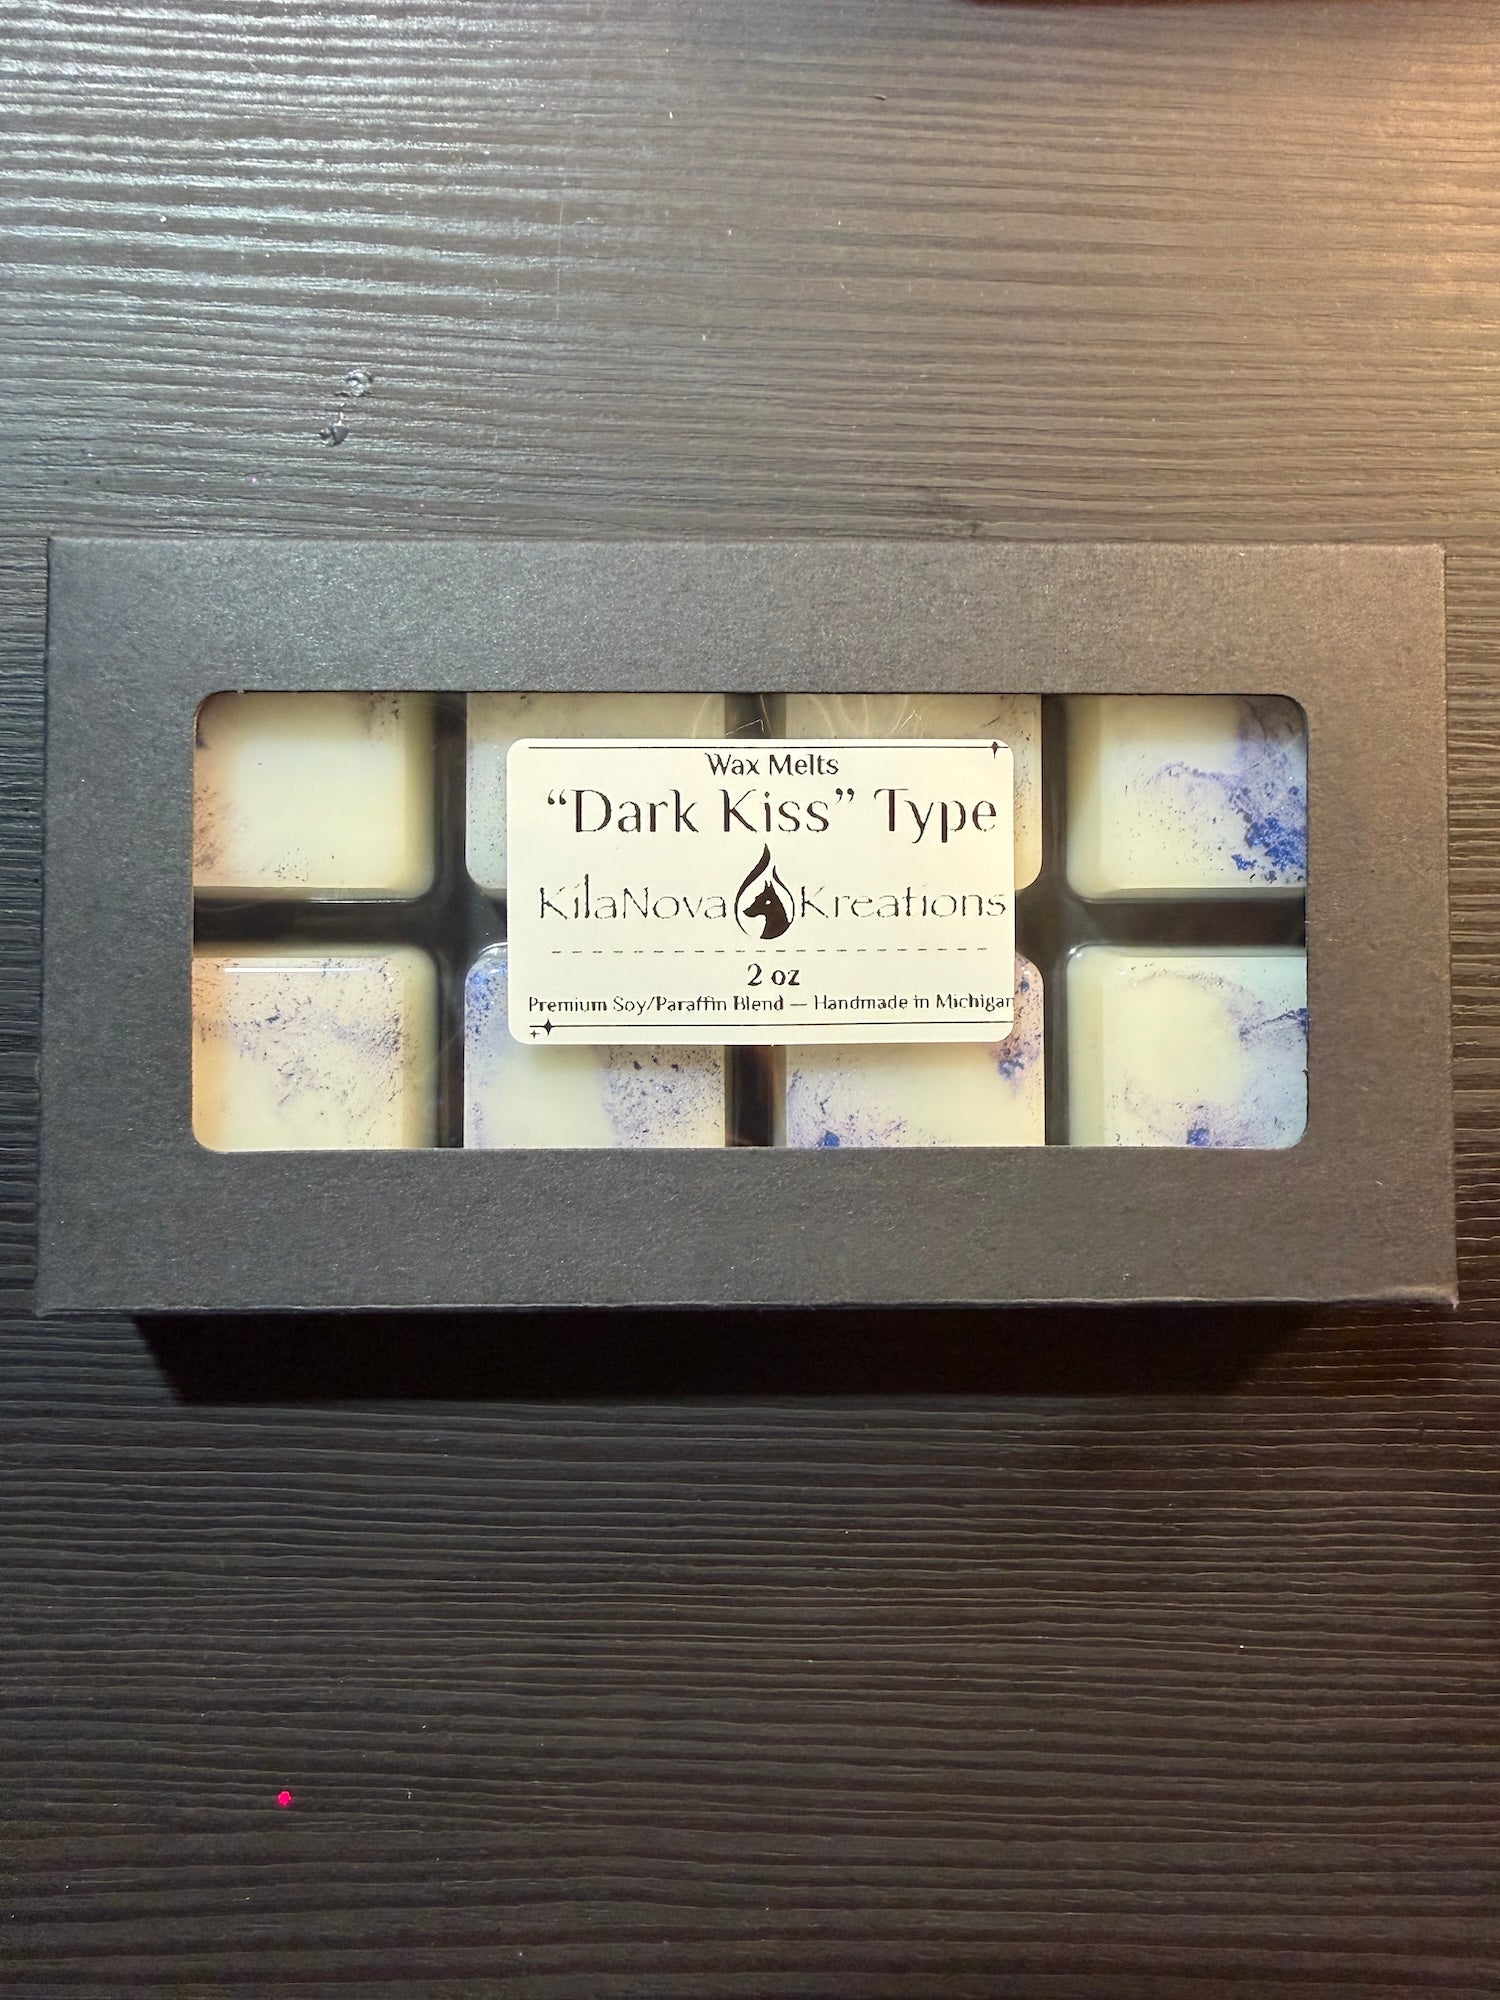 Wax Melts
“Dark Kiss” Type
KilaNova Kreations
2 oz
Premium Soy/Paraffin Blend — Handmade in Michigan